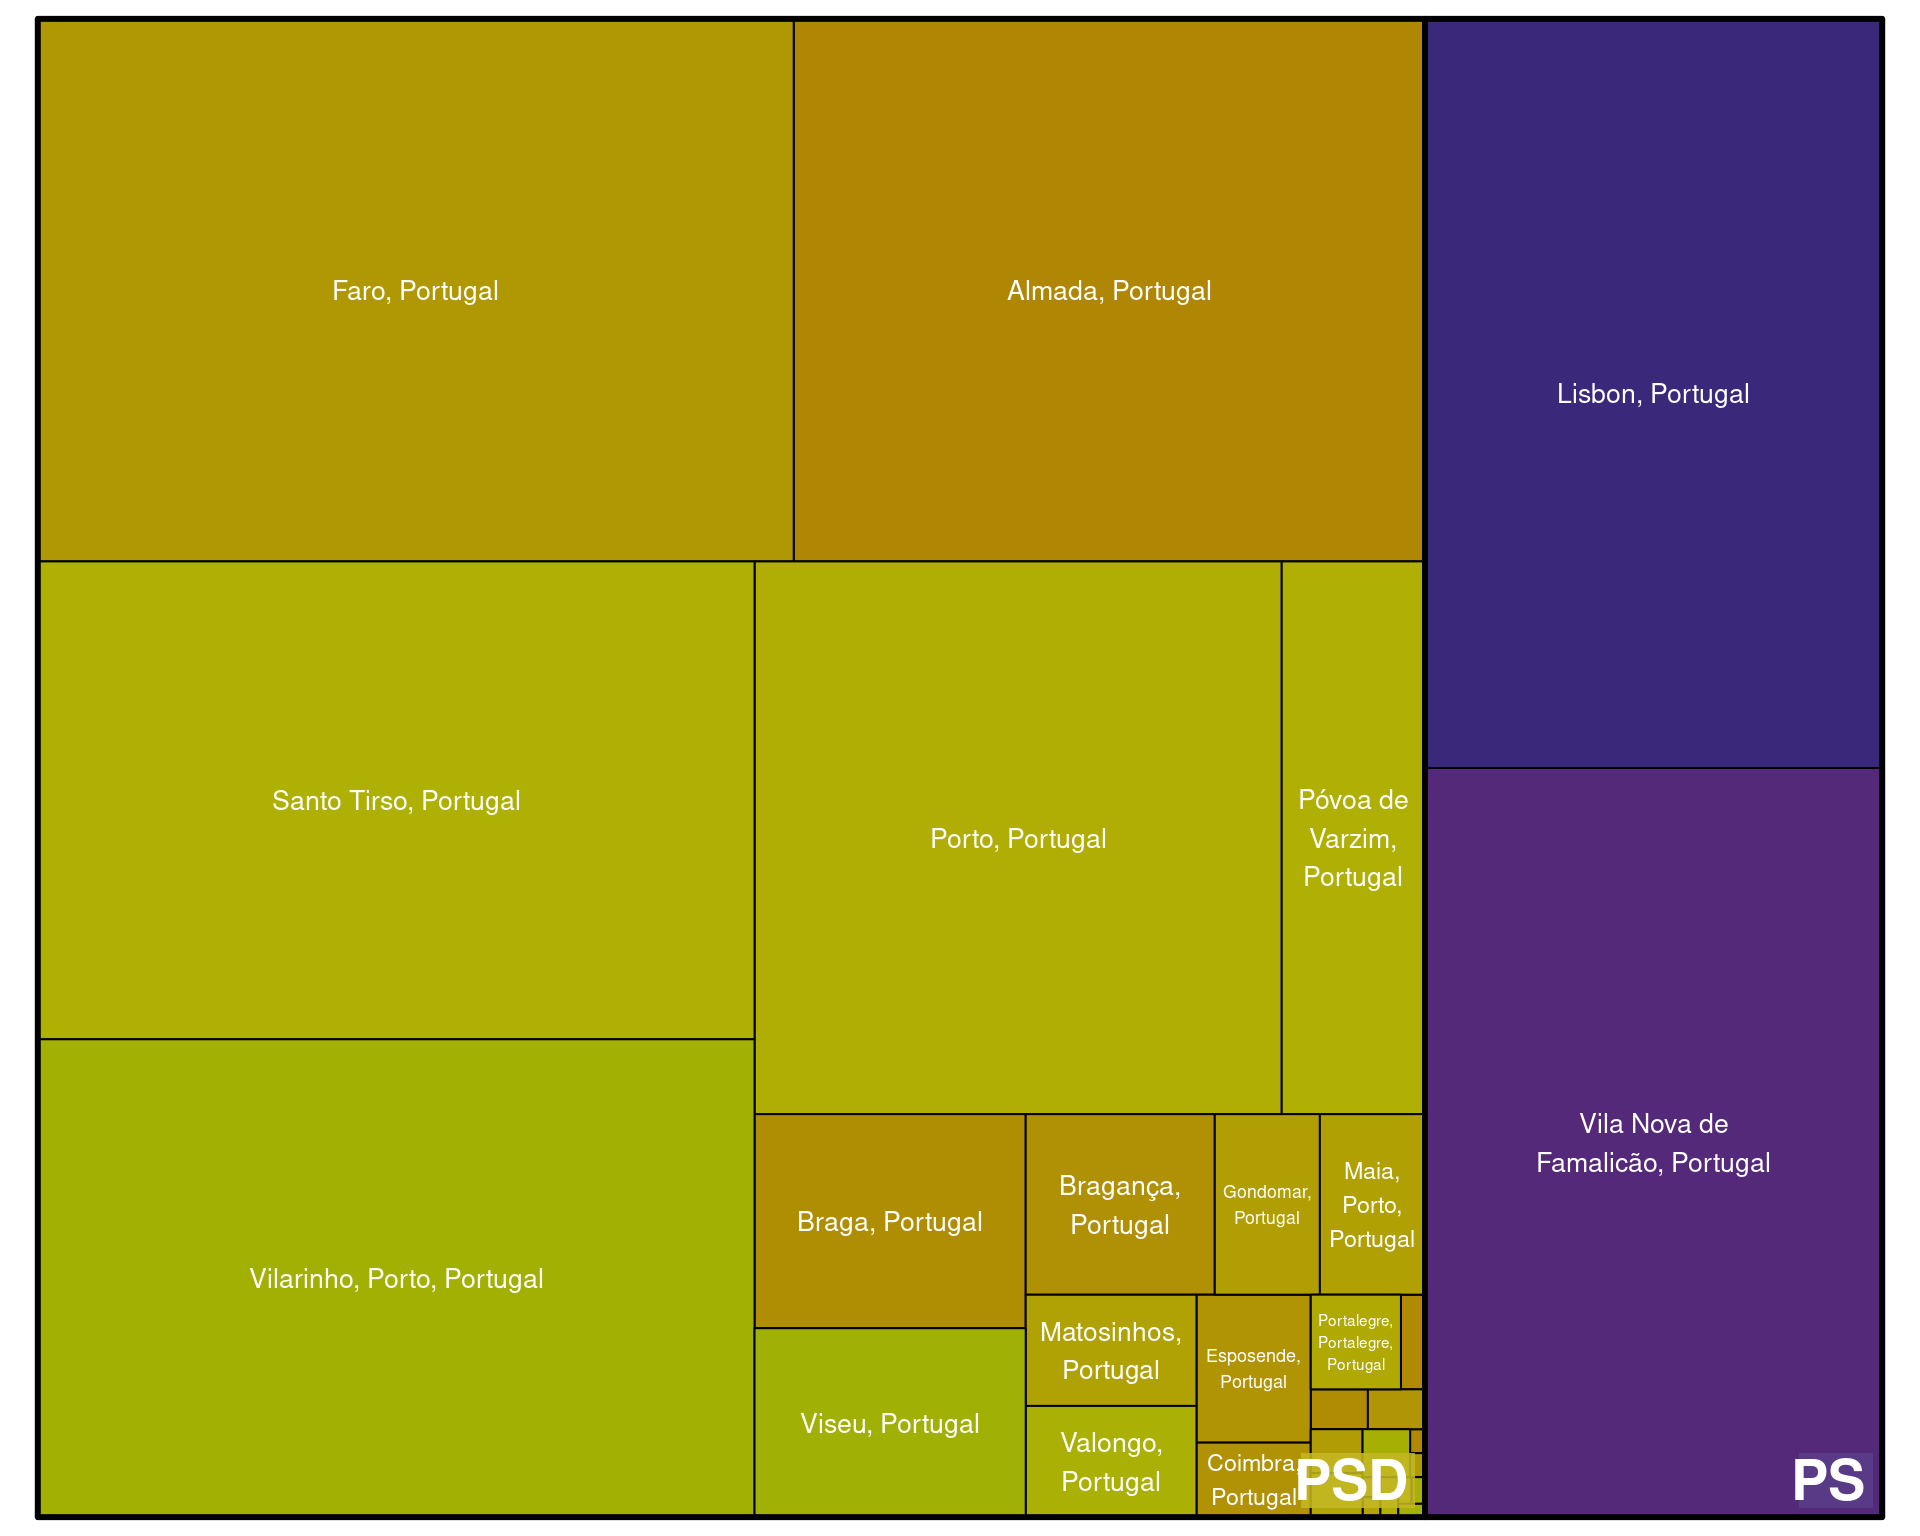 Faro, Portugal
Almada, Portugal
Lisbon, Portugal
Santo Tirso, Portugal
Porto, Portugal
Póvoa de
Varzim,
Portugal
Vila Nova de
Famalicão, Portugal
Vilarinho, Porto, Portugal
Braga, Portugal
Bragança,
Portugal
Gondomar,
Portugal
Maia,
Porto,
Portugal
Viseu, Portugal
Matosinhos,
Portugal
Esposende,
Portugal
Portalegre,
Portalegre,
Portugal
Valongo,
Portugal
Coimbra,
Portugal
PSD
PS